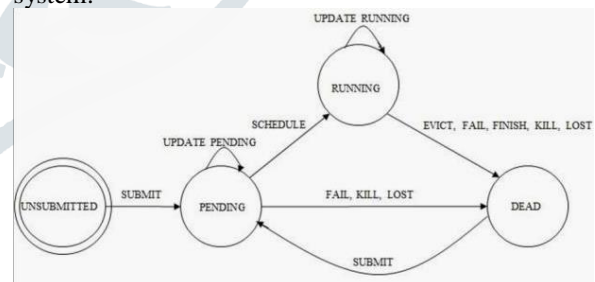 system.
UPDATE RUNNING
RUNNING
SCHEDULE
EVICT, FAIL, FINISH, KILL, LOST
UPDATE PENDING
SUBMIT
FAIL, KILL, LOST
UNSUBMITTED
PENDING
DEAD
SUBMIT